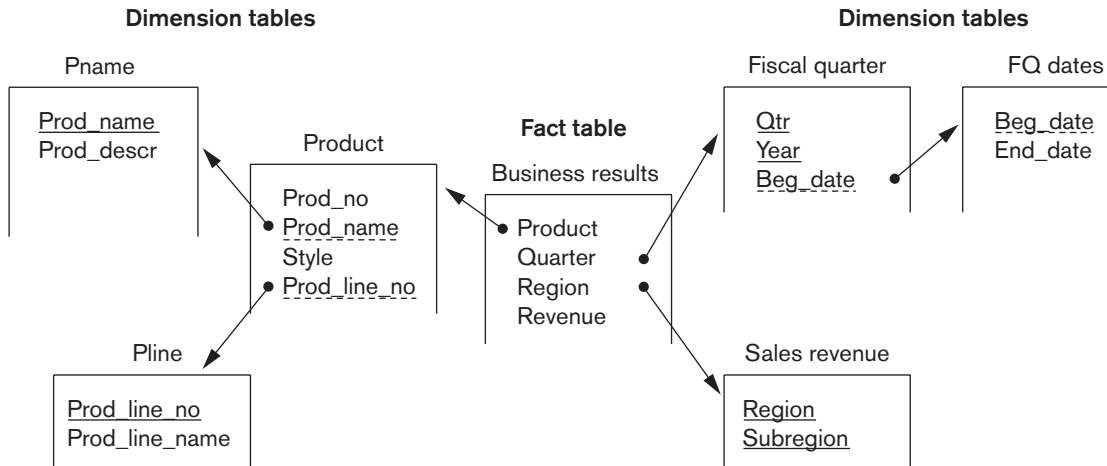 Dimension tables
Dimension tables
Pname
Prod_name
Prod_descr
Product
Prod_no
Prod_name
Style
Prod_line_no
Pline
Prod_line_no
Prod_line_name
Fact table
Business results
Product
Quarter
Region
Revenue
Fiscal quarter
Qtr
Year
Beg_date
FQ dates
Beg_date
End_date
Sales revenue
Region
Subregion